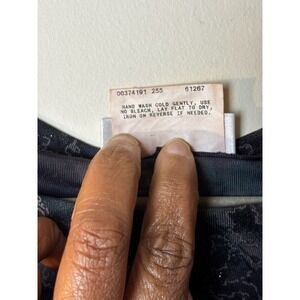 00374191 255 61267
HAND WASH COLD GENTLY, USE
NO BLEACH, LAY FLAT TO DRY,
IRON ON REVERSE IF NEEDED.